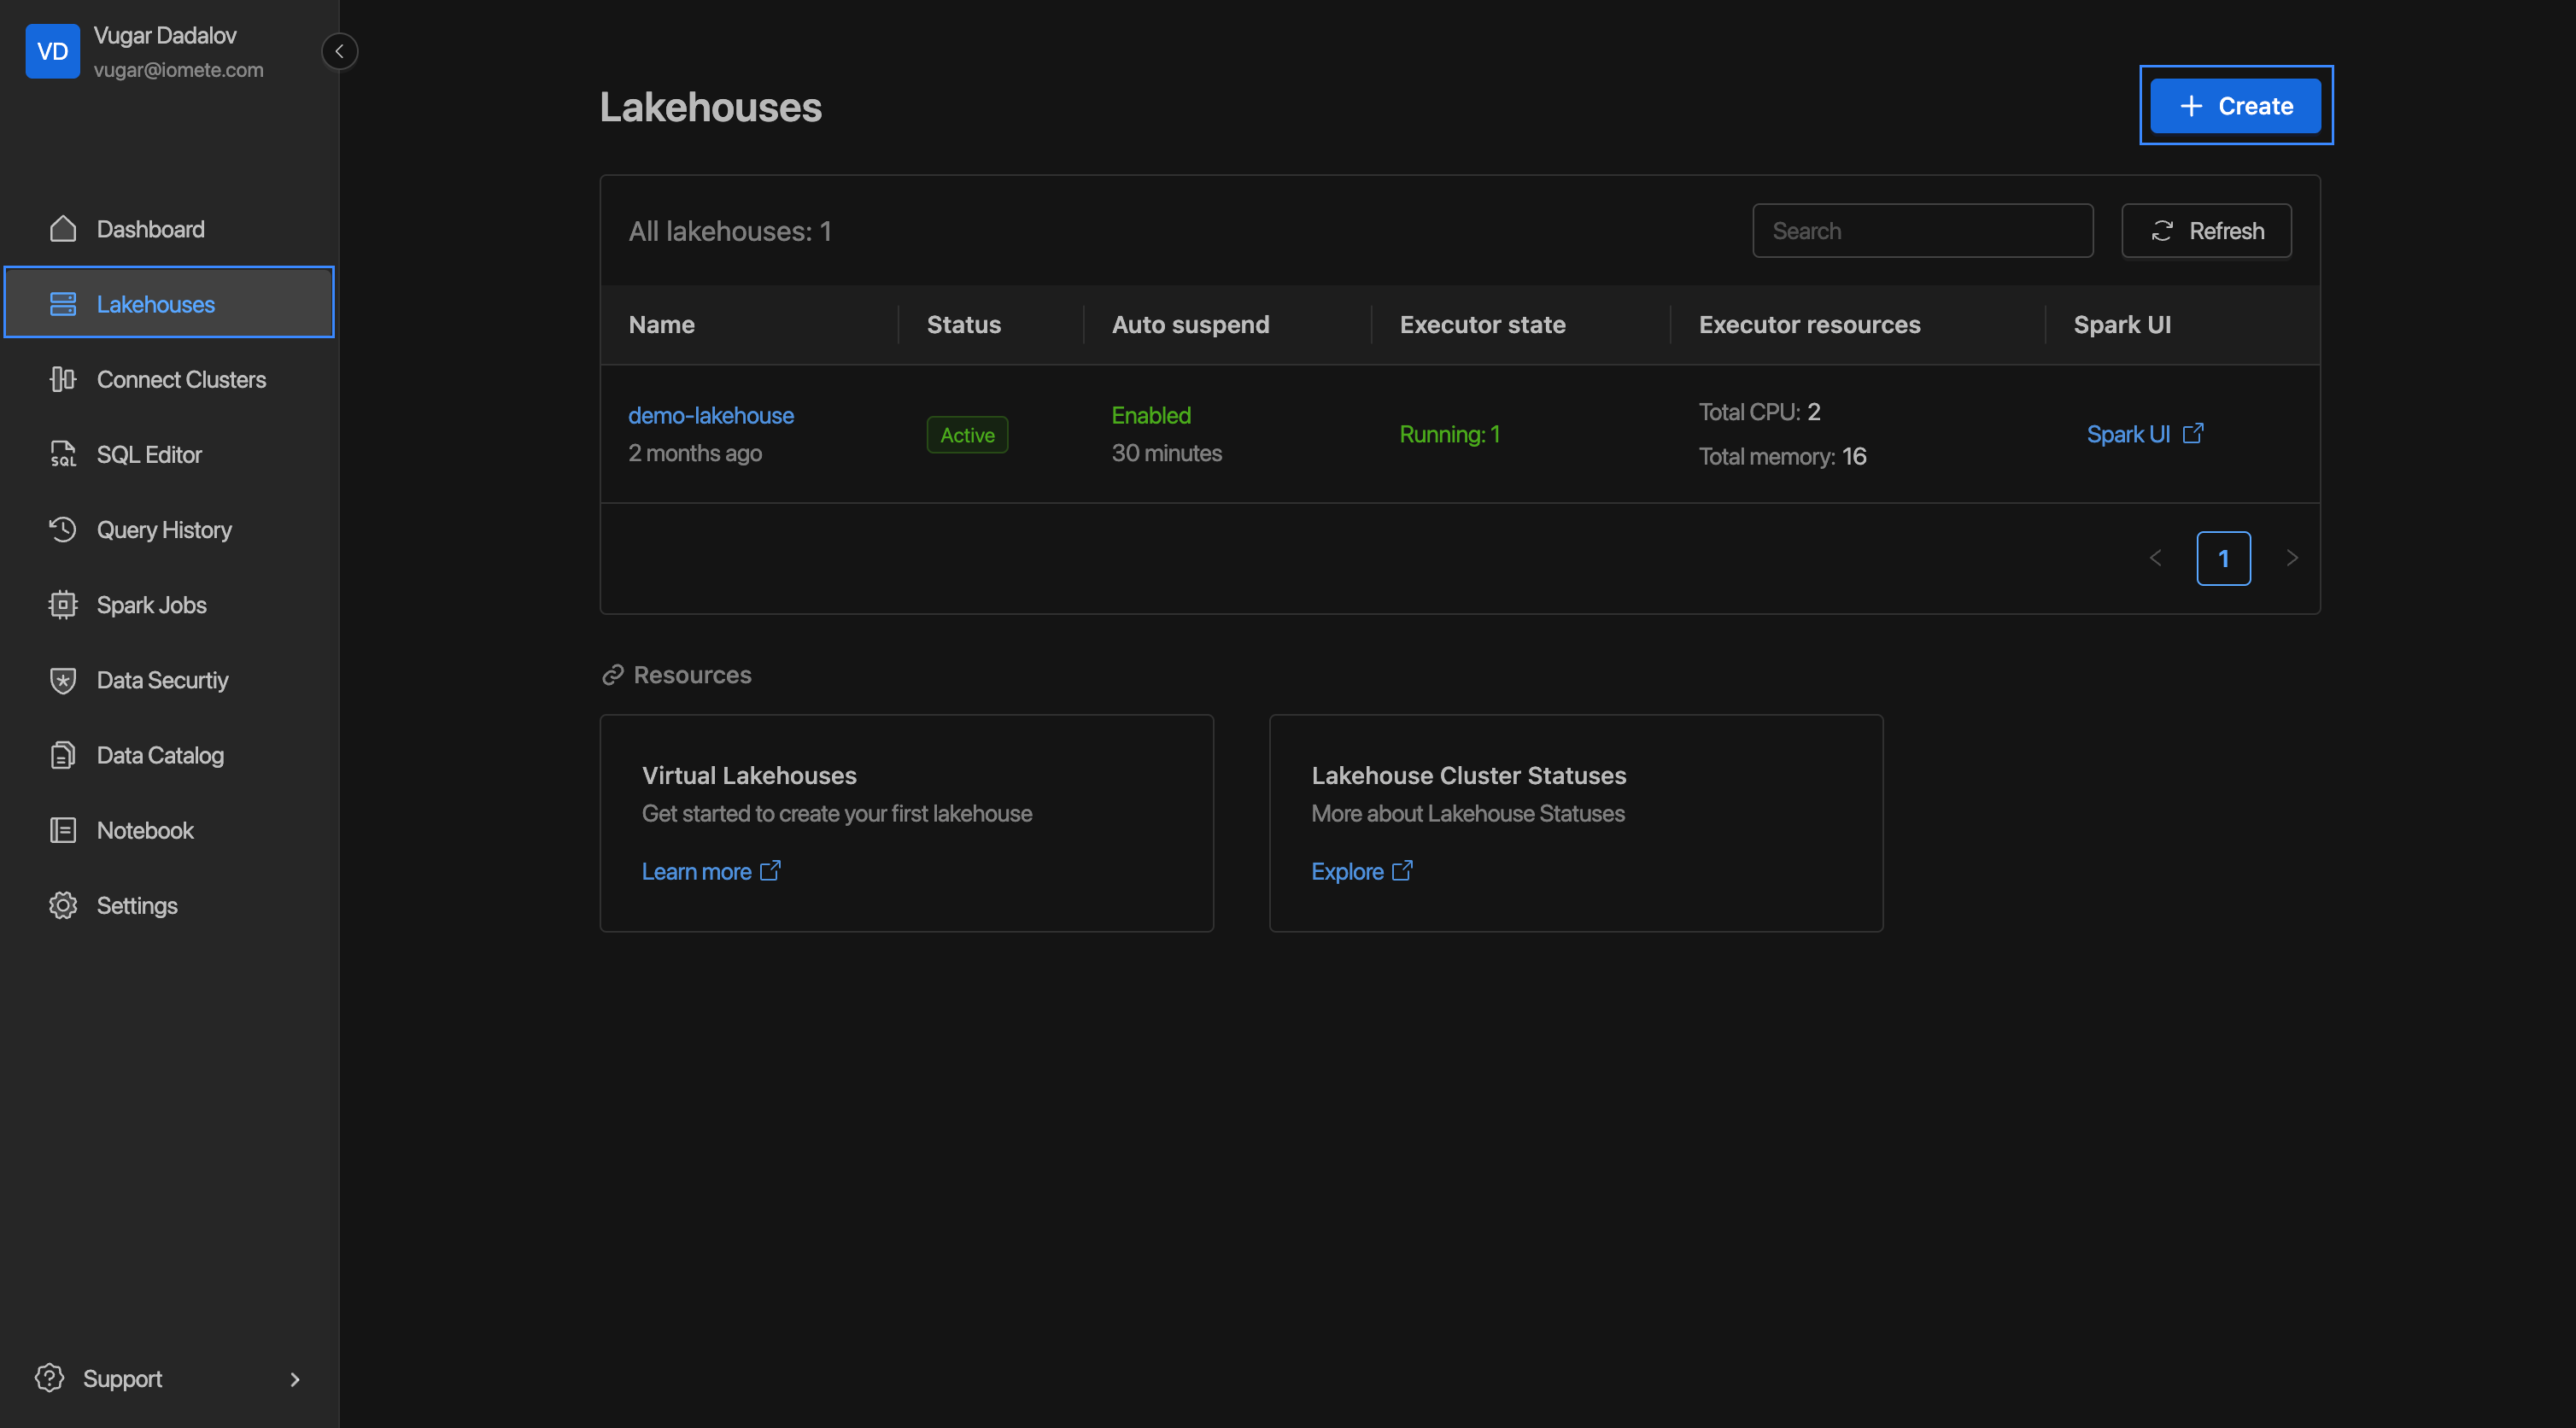 VD
Vugar Dadalov
vugar@iomete.com
Dashboard
Lakehouses
Connect Clusters
SQL Editor
Query History
Spark Jobs
Data Securtiy
Data Catalog
Notebook
Settings
Support
Lakehouses
Create
All lakehouses: 1
Search
Refresh
Name Status Auto suspend Executor state Executor resources Spark UI
demo-lakehouse
2 months ago
Active
Enabled
30 minutes
Running: 1
Total CPU: 2
Total memory: 16
Spark UI
1
Resources
Virtual Lakehouses
Get started to create your first lakehouse
Learn more
Lakehouse Cluster Statuses
More about Lakehouse Statuses
Explore